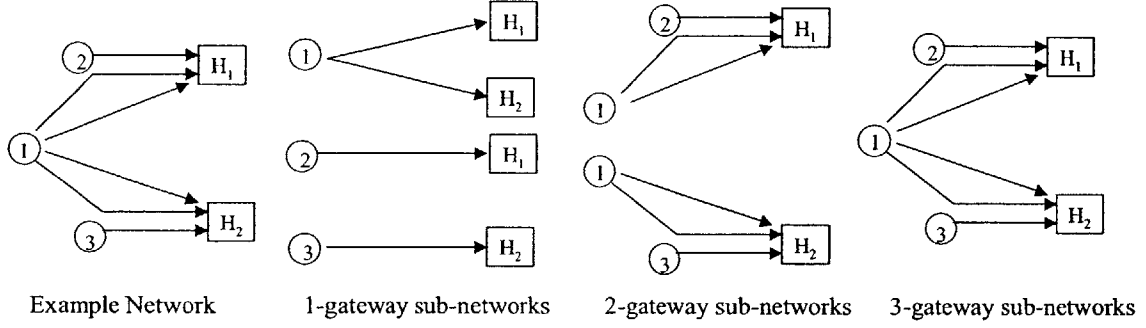 2
H1
1
H2
3
Example Network
1
H1
H2
2
H1
3
H2
1-gateway sub-networks
2
H1
1
1
H2
3
2-gateway sub-networks
2
H1
1
H2
3
3-gateway sub-networks